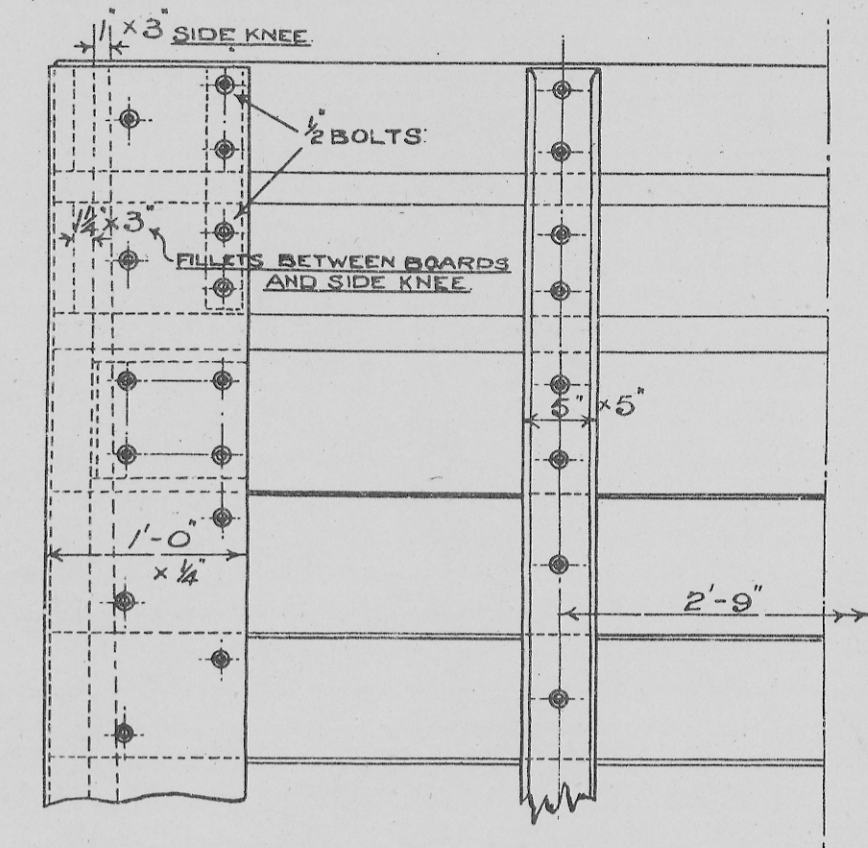 1" × 3" SIDE KNEE.
½" BOLTS.
1¼" × 3"
FILLETS BETWEEN BOARDS
AND SIDE KNEE.
5" × 5"
1'-0"
× ¼"
2'-9"